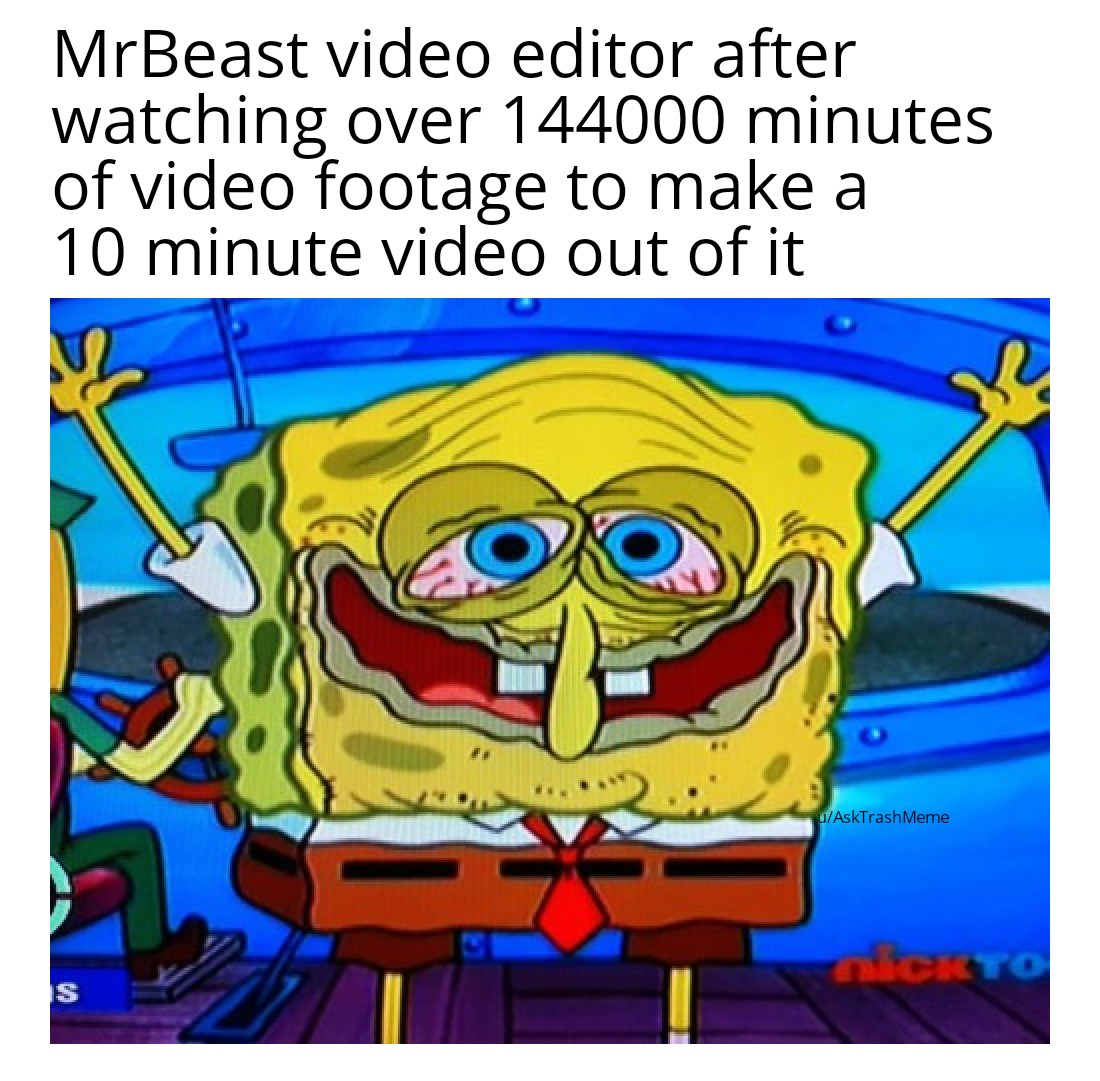 MrBeast video editor after
watching over 144000 minutes
of video footage to make a
10 minute video out of it
u/AskTrashMeme
nickTO
s